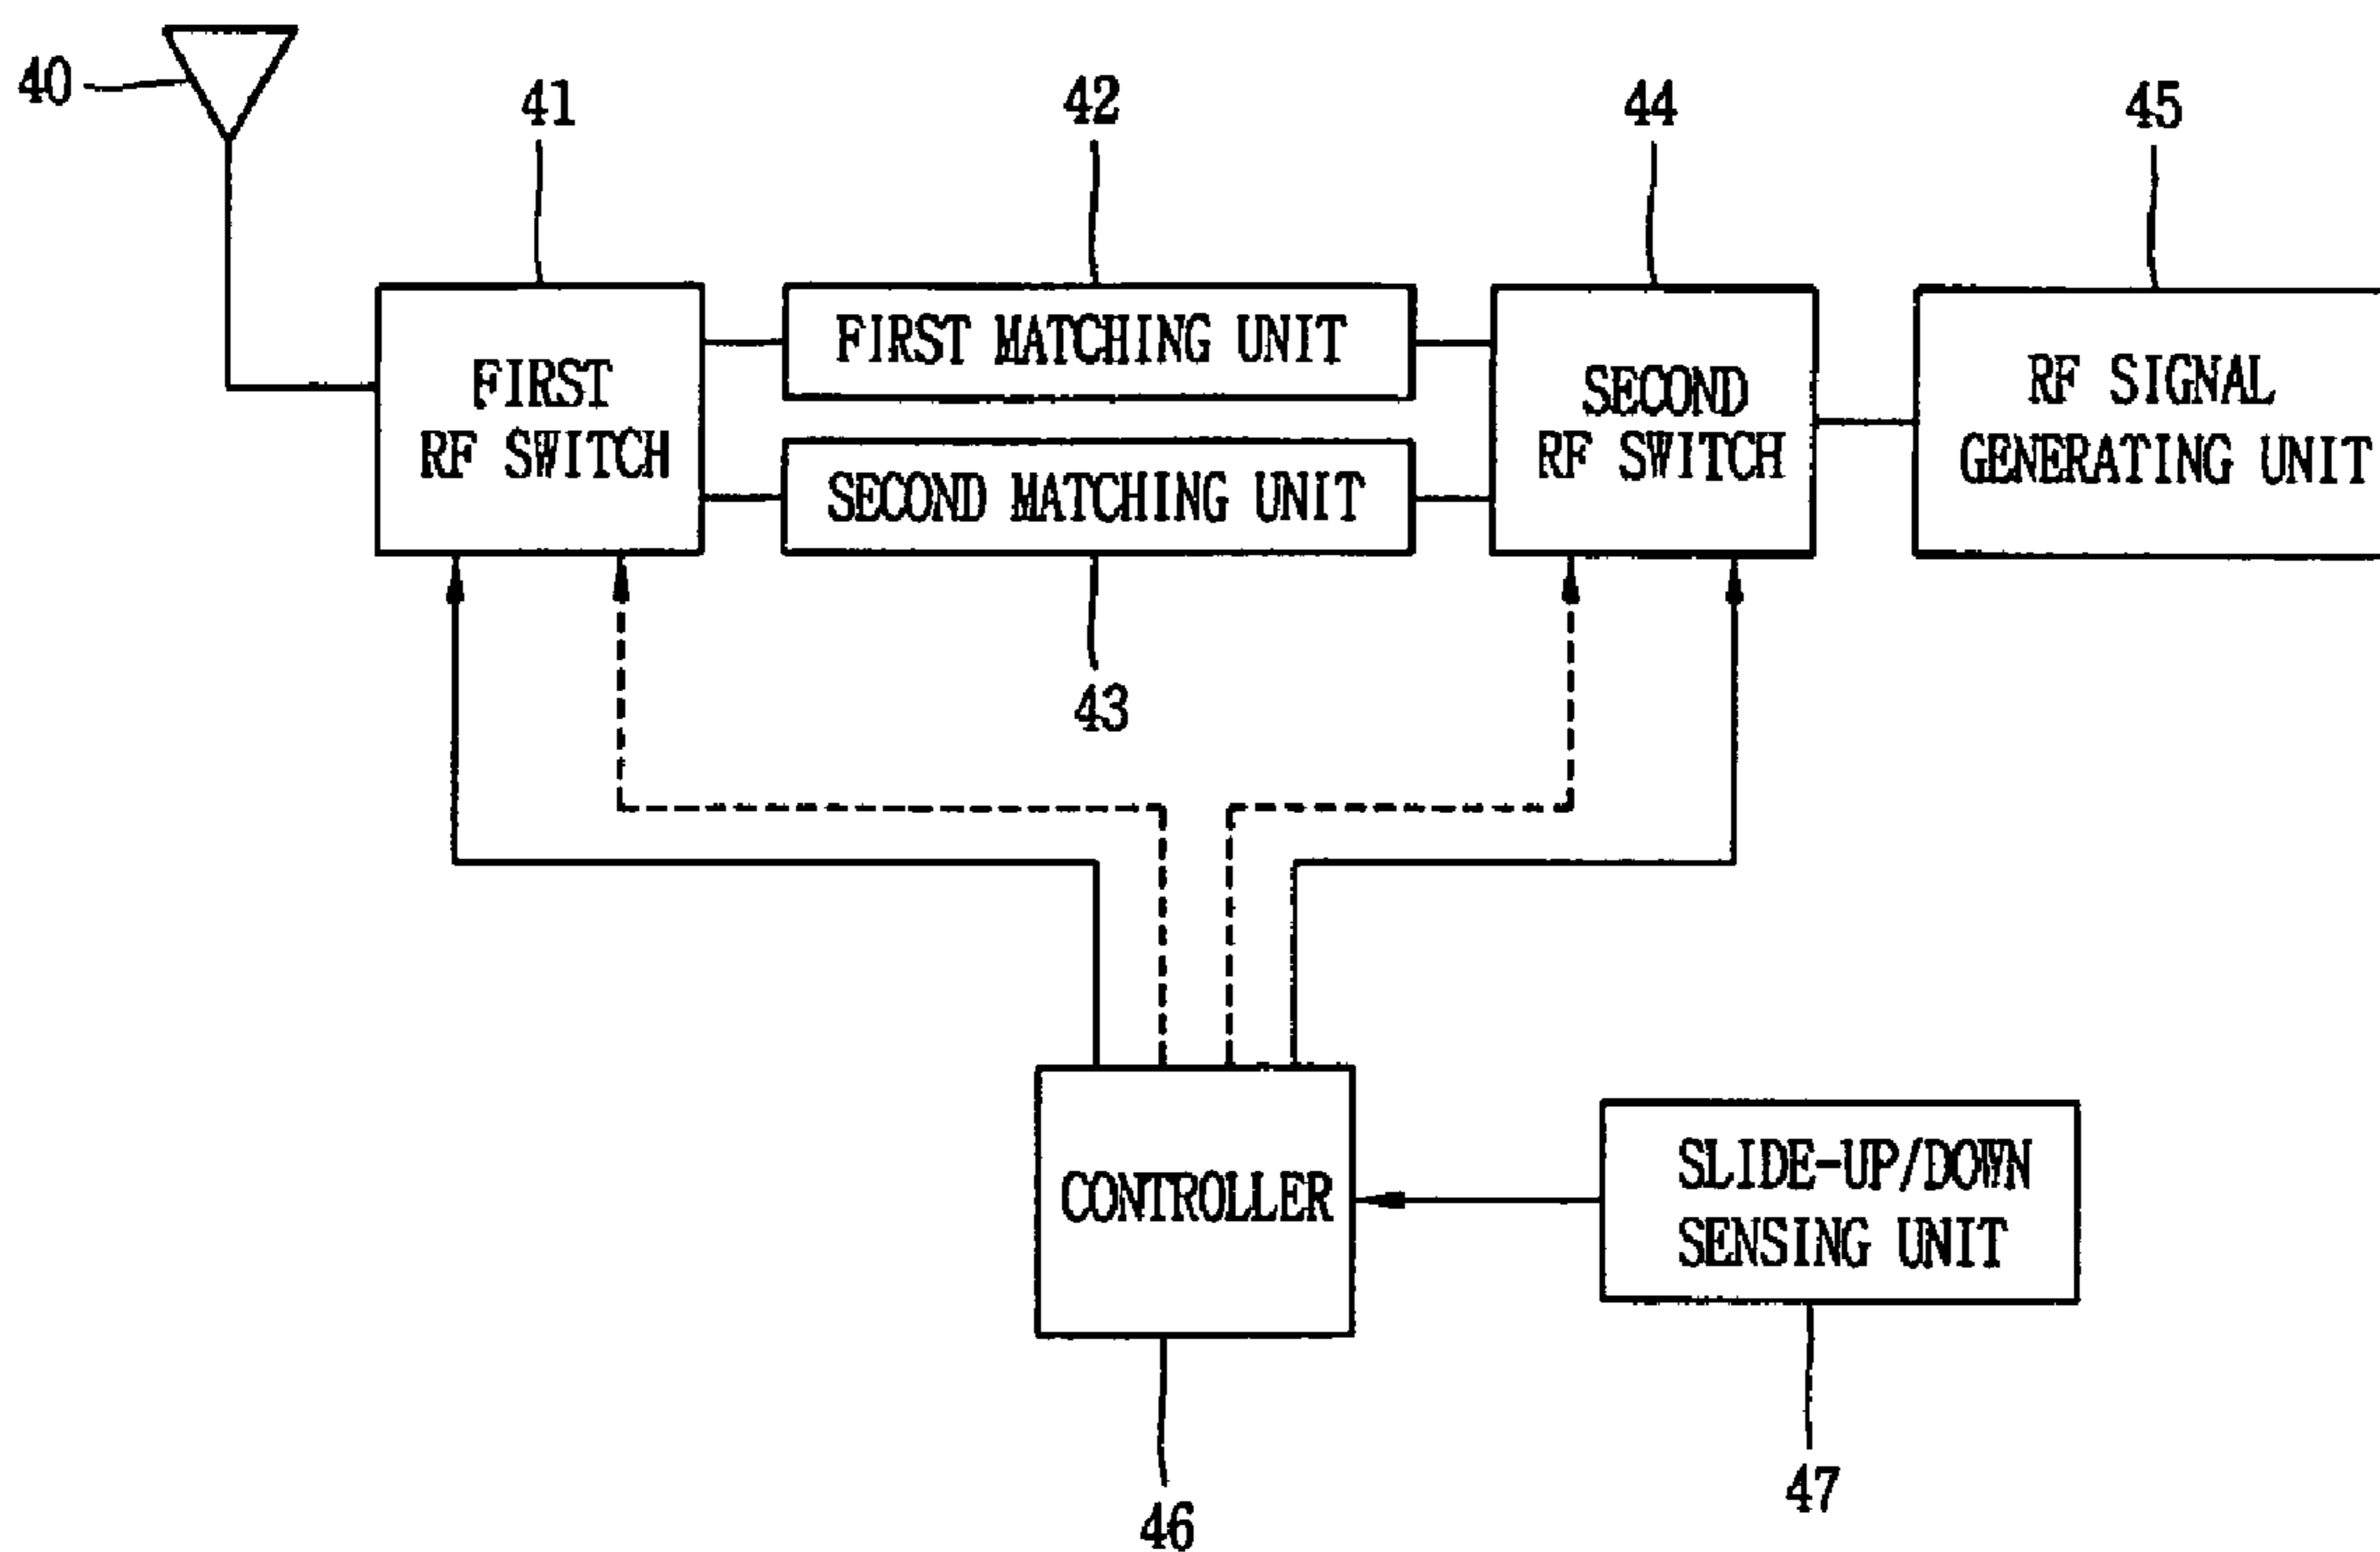 40
41
42
44
45
FIRST
RF SWITCH
FIRST MATCHING UNIT
SECOND MATCHING UNIT
SECOND
RF SWITCH
RF SIGNAL
GENERATING UNIT
43
CONTROLLER
SLIDE-UP/DOWN
SENSING UNIT
46
47